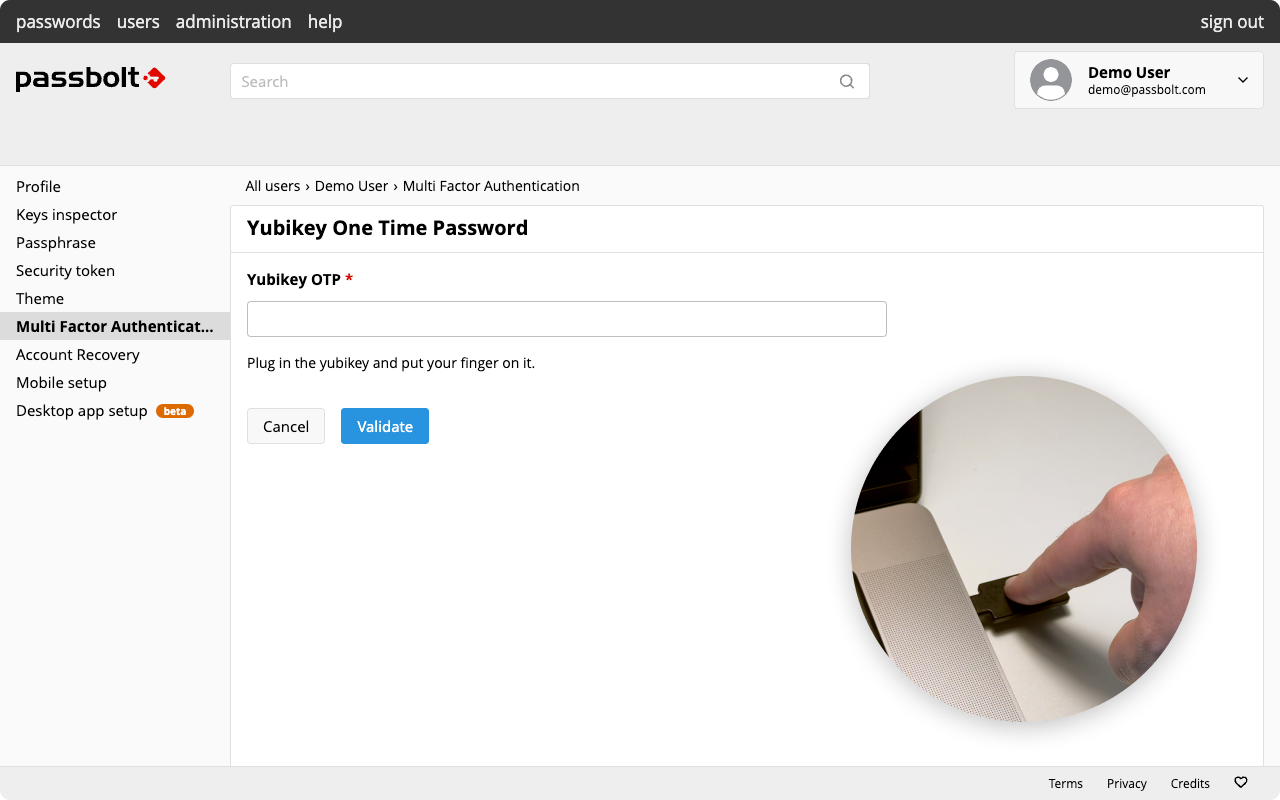 passwords users administration help sign out
passbolt
Search
Demo User
demo@passbolt.com
Profile
Keys inspector
Passphrase
Security token
Theme
Multi Factor Authenticat...
Account Recovery
Mobile setup
Desktop app setup beta
All users › Demo User › Multi Factor Authentication
Yubikey One Time Password
Yubikey OTP *
Plug in the yubikey and put your finger on it.
Cancel Validate
Terms Privacy Credits